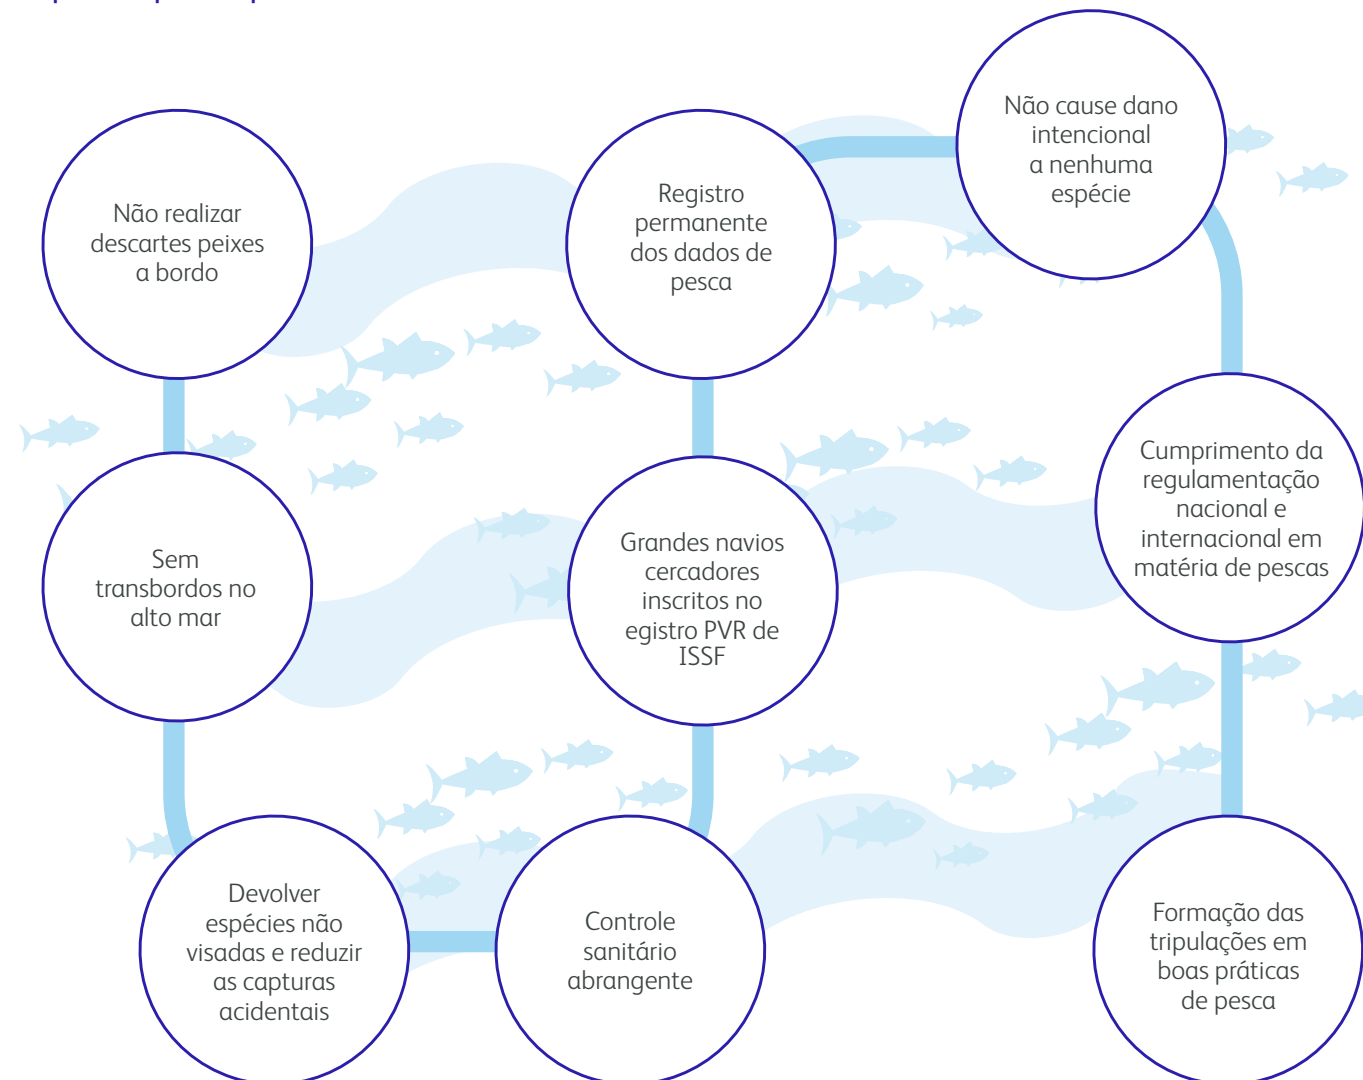 Não realizar
descartes peixes
a bordo
Sem
transbordos no
alto mar
Devolver
espécies não
visadas e reduzir
as capturas
acidentais
Controle
sanitário
abrangente
Grandes navios
cercadores
inscritos no
egistro PVR de
ISSF
Registro
permanente
dos dados de
pesca
Não cause dano
intencional
a nenhuma
espécie
Cumprimento da
regulamentação
nacional e
internacional em
matéria de pescas
Formação das
tripulações em
boas práticas
de pesca